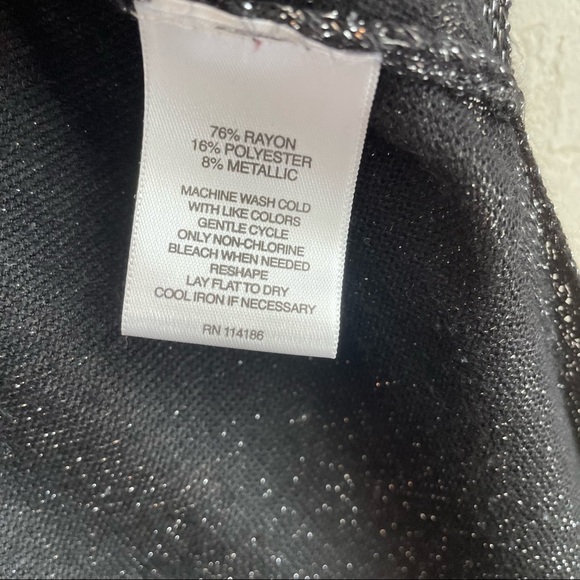 76% RAYON
16% POLYESTER
8% METALLIC
MACHINE WASH COLD
WITH LIKE COLORS
GENTLE CYCLE
ONLY NON-CHLORINE
BLEACH WHEN NEEDED
RESHAPE
LAY FLAT TO DRY
COOL IRON IF NECESSARY
RN 114186